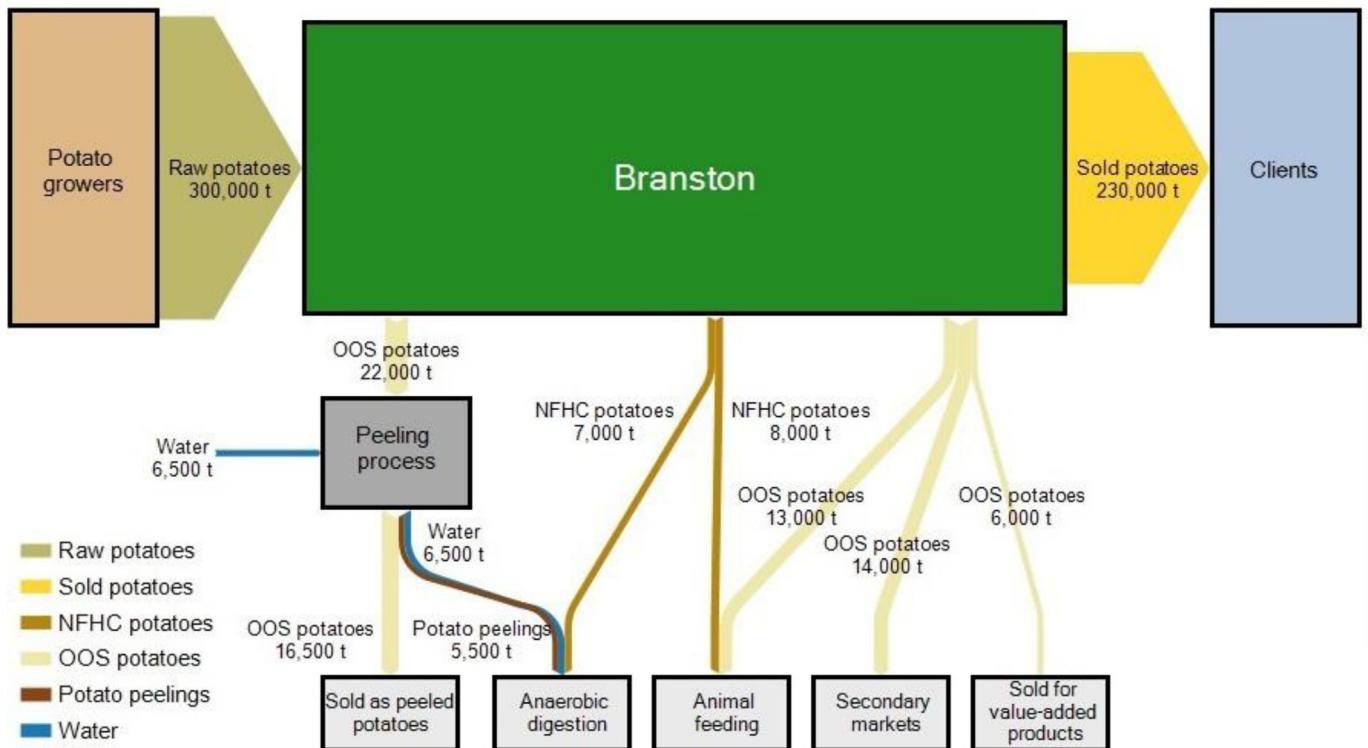 Potato
growers
Raw potatoes
300,000 t
Branston
Sold potatoes
230,000 t
Clients
OOS potatoes
22,000 t
Peeling
process
Water
6,500 t
NFHC potatoes
7,000 t
NFHC potatoes
8,000 t
OOS potatoes
13,000 t
OOS potatoes
14,000 t
OOS potatoes
6,000 t
Water
6,500 t
OOS potatoes
16,500 t
Potato peelings
5,500 t
Raw potatoes
Sold potatoes
NFHC potatoes
OOS potatoes
Potato peelings
Water
Sold as peeled
potatoes
Anaerobic
digestion
Animal
feeding
Secondary
markets
Sold for
value-added
products